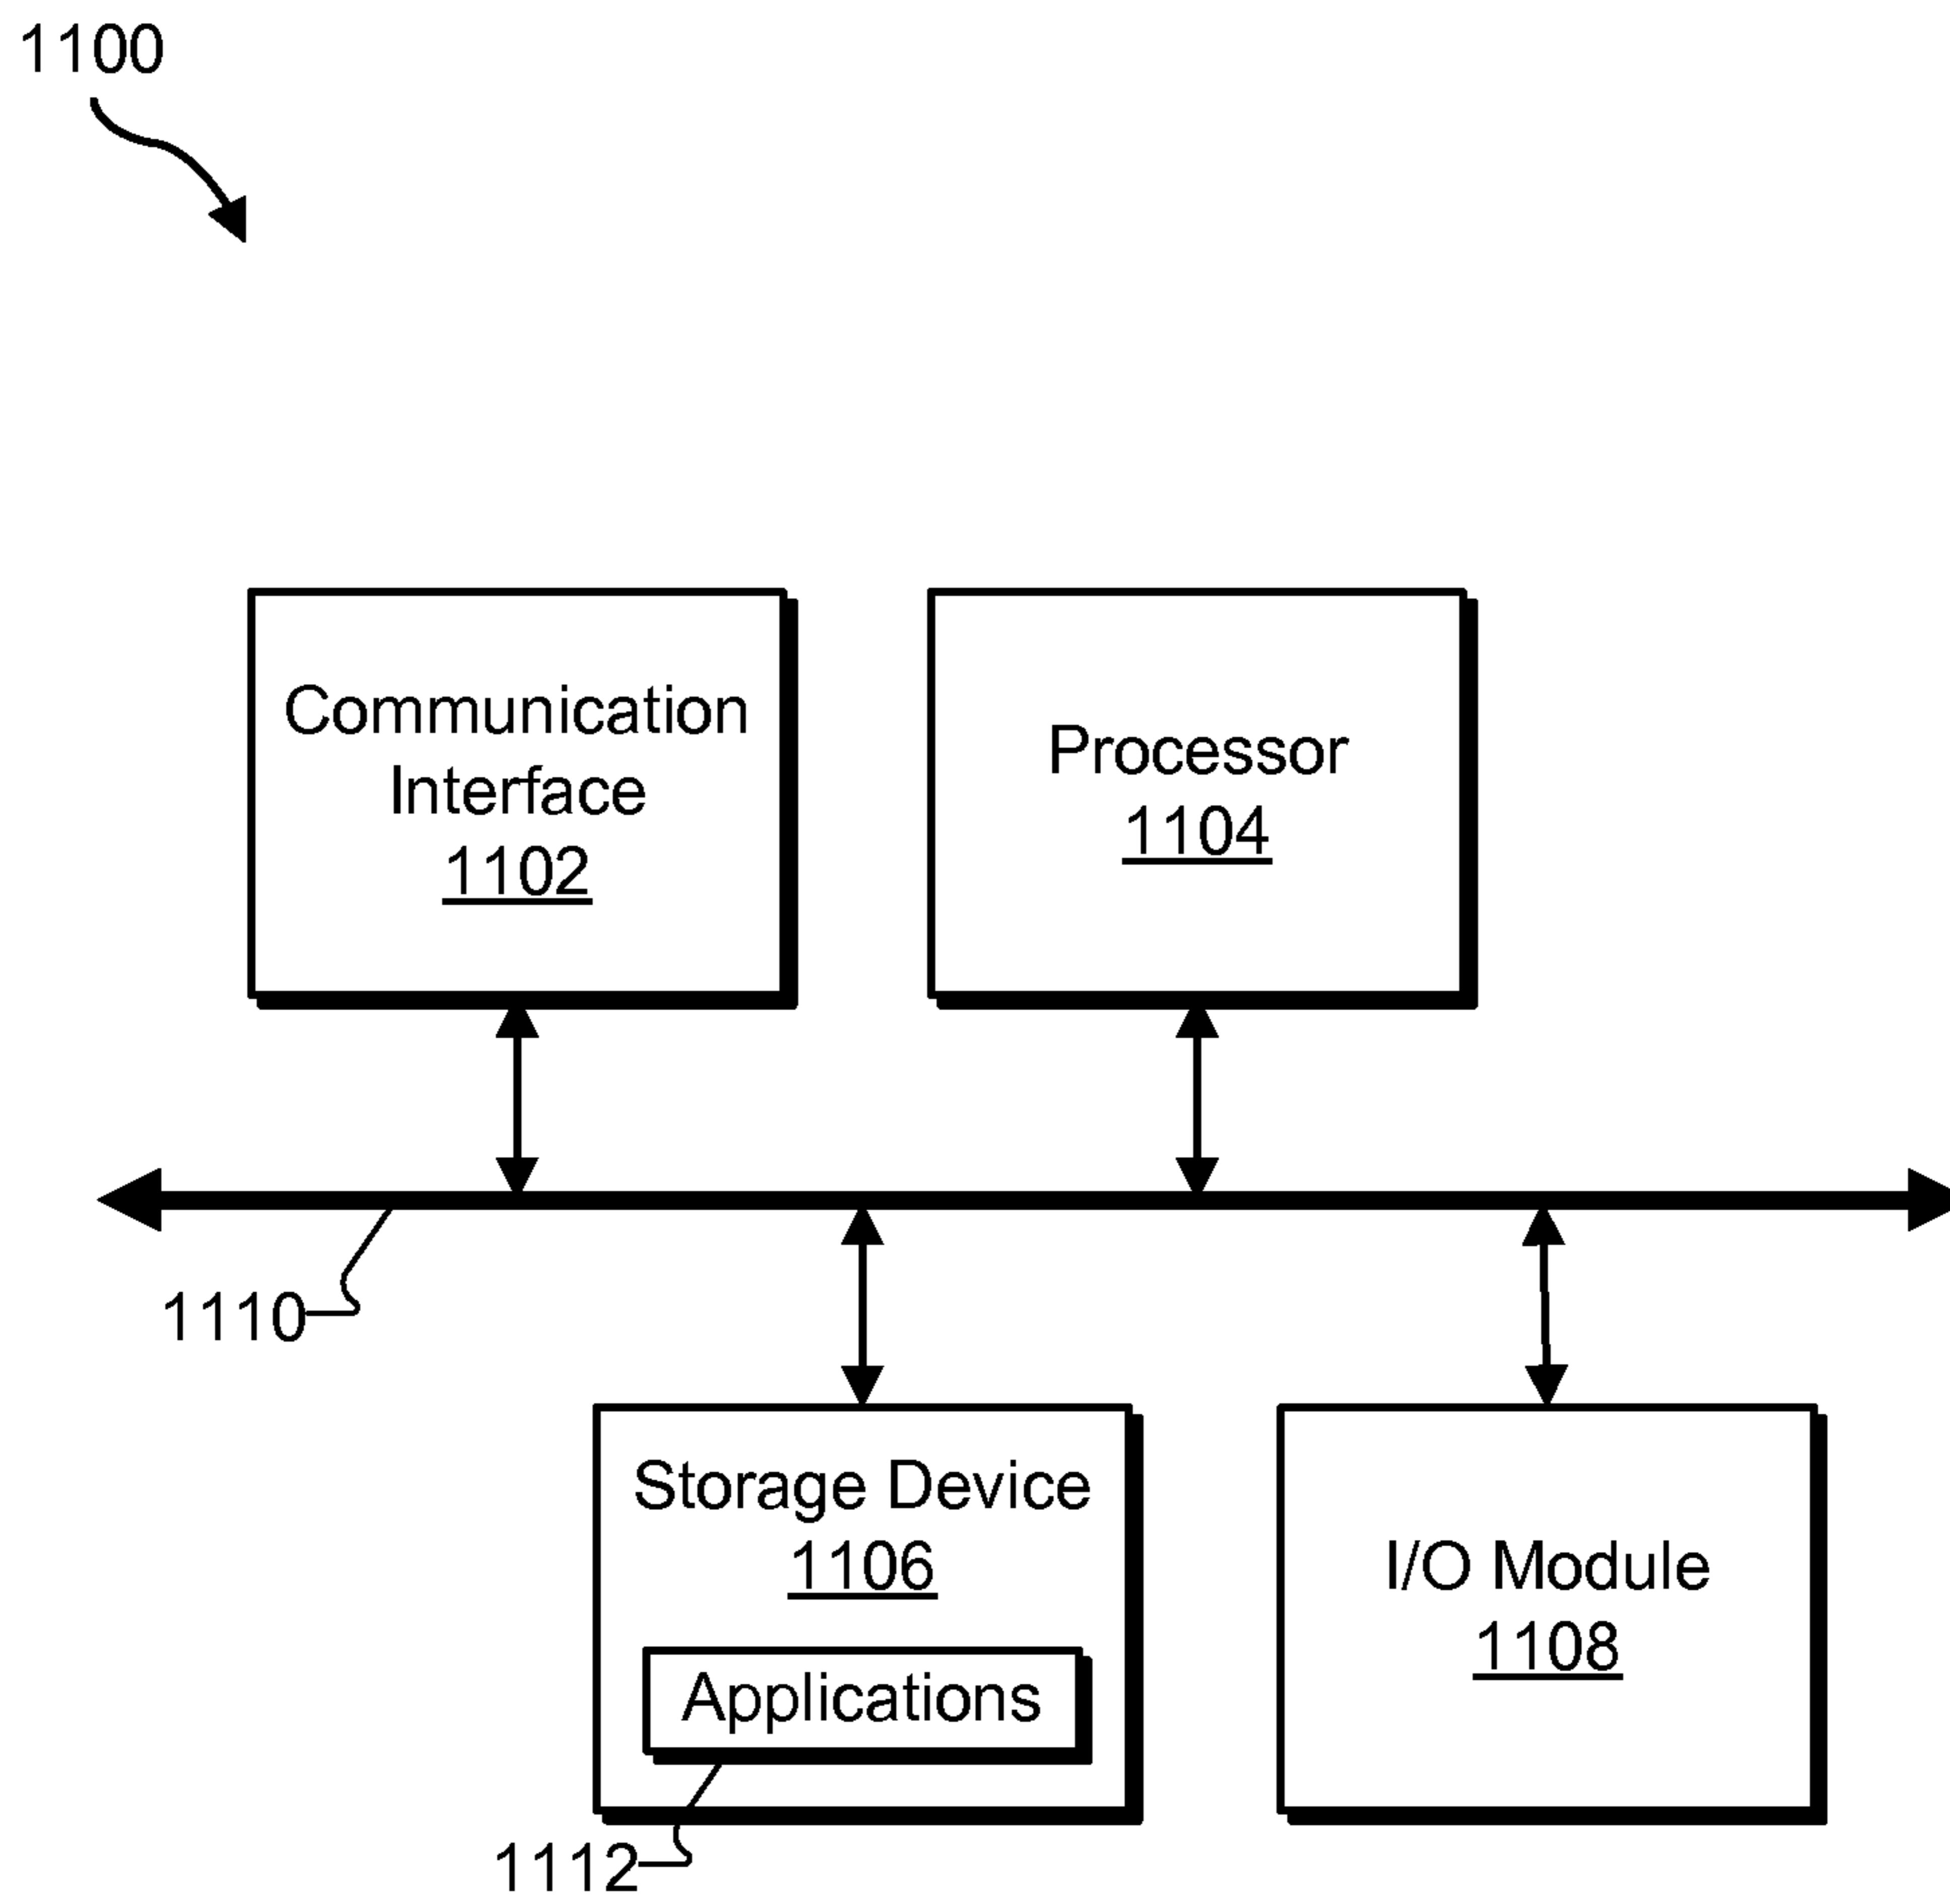 1100
Communication
Interface
1102
Processor
1104
1110
Storage Device
1106
Applications
1112
I/O Module
1108